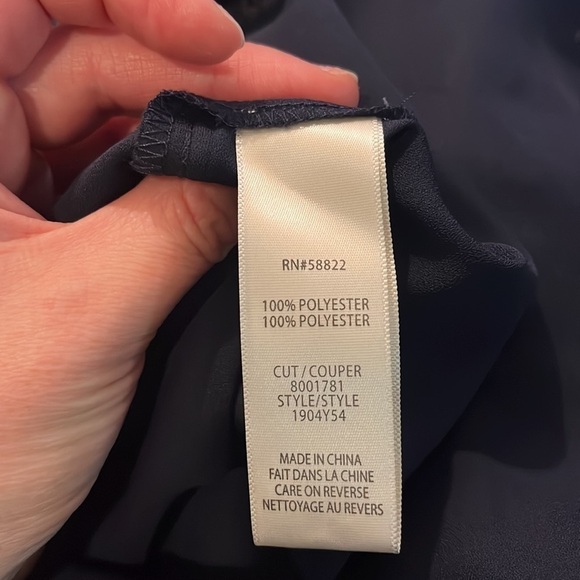 RN#58822
100% POLYESTER
100% POLYESTER
CUT / COUPER
8001781
STYLE/STYLE
1904Y54
MADE IN CHINA
FAIT DANS LA CHINE
CARE ON REVERSE
NETTOYAGE AU REVERS